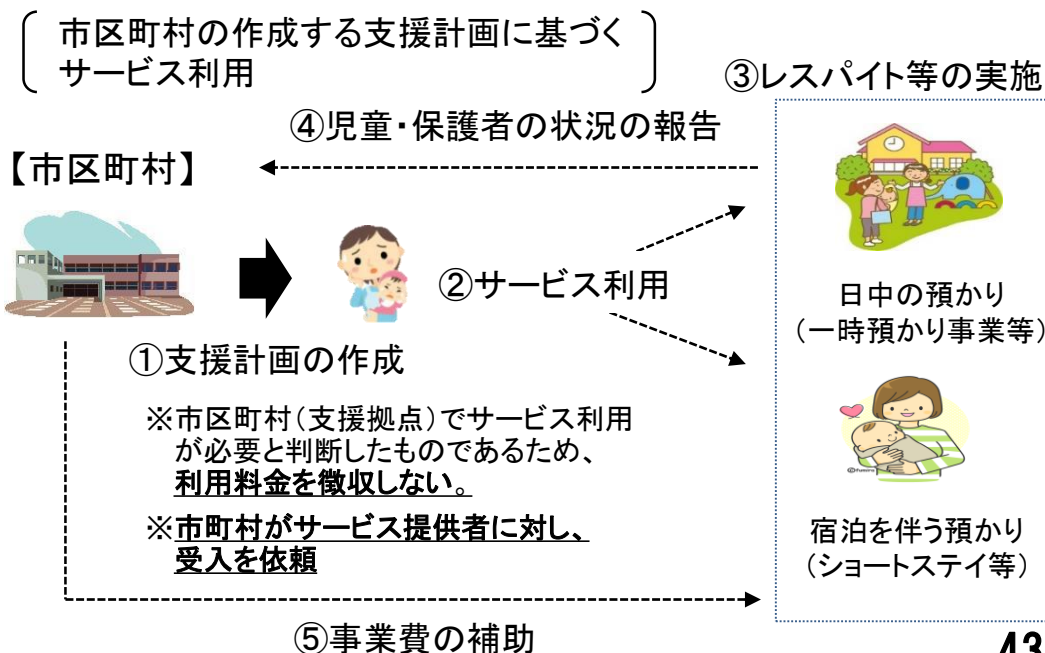 市区町村の作成する支援計画に基づく
サービス利用
③レスパイト等の実施
④児童・保護者の状況の報告
【市区町村】
②サービス利用
日中の預かり
(一時預かり事業等)
①支援計画の作成
※市区町村(支援拠点)でサービス利用
が必要と判断したものであるため、
利用料金を徴収しない。
※市町村がサービス提供者に対し、
受入を依頼
宿泊を伴う預かり
(ショートステイ等)
⑤事業費の補助
43